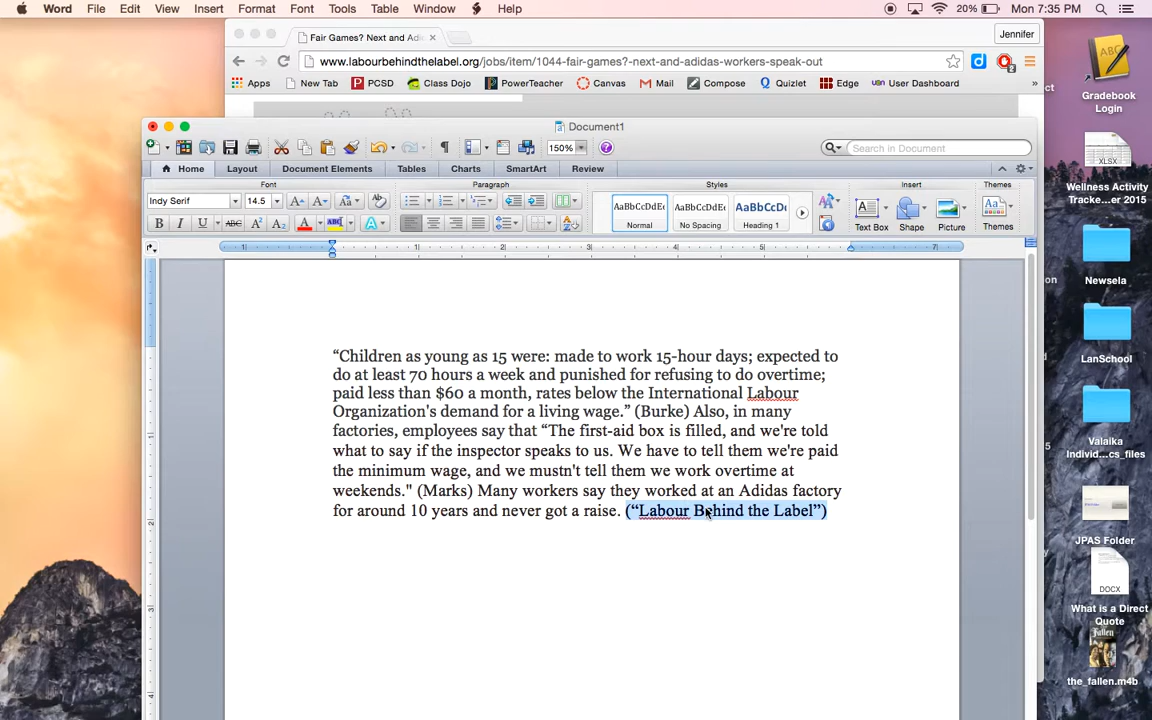 Word File Edit View Insert Format Font Tools Table Window Help 20% Mon 7:35 PM
Fair Games? Next and Adi × Jennifer
www.labourbehindthelabel.org/jobs/item/1044-fair-games?-next-and-adidas-workers-speak-out
Apps New Tab PCSD Class Dojo PowerTeacher Canvas Mail Compose Quizlet Edge User Dashboard »
Document1
150% Search in Document
Home Layout Document Elements Tables Charts SmartArt Review
Font Paragraph Styles Insert Themes
Indy Serif 14.5 AaBbCcDdEe AaBbCcDdEe AaBbCcDc
Normal No Spacing Heading 1 Text Box Shape Picture Themes
“Children as young as 15 were: made to work 15-hour days; expected to
do at least 70 hours a week and punished for refusing to do overtime;
paid less than $60 a month, rates below the International Labour
Organization's demand for a living wage.” (Burke) Also, in many
factories, employees say that “The first-aid box is filled, and we're told
what to say if the inspector speaks to us. We have to tell them we're paid
the minimum wage, and we mustn't tell them we work overtime at
weekends." (Marks) Many workers say they worked at an Adidas factory
for around 10 years and never got a raise. (“Labour Behind the Label”)
Gradebook
Login
XLSX
Wellness Activity
Tracke...er 2015
Newsela
LanSchool
Valaika
Individ...cs_files
JPAS Folder
DOCX
What is a Direct
Quote
Fallen
the_fallen.m4b